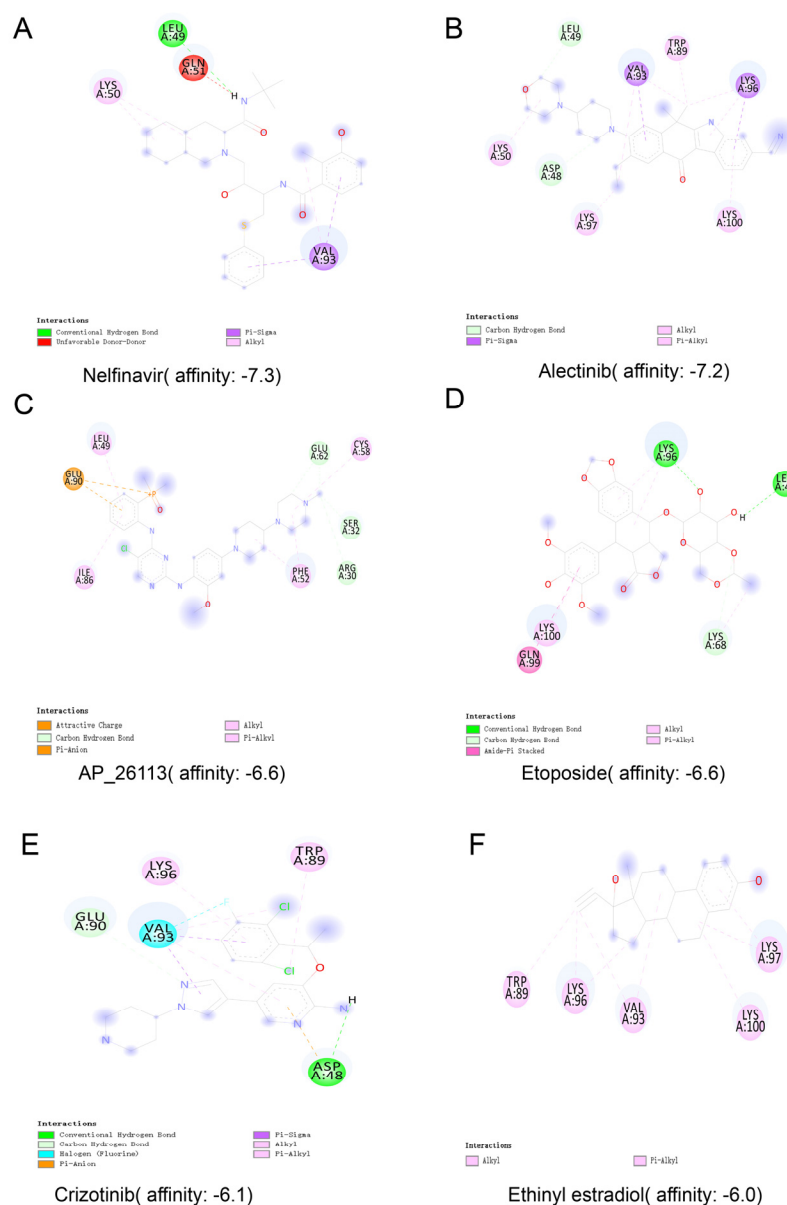 A
LEU
A:49
GLN
A:51
LYS
A:50
H
N
O
O
N
O
N
O
VAL
A:93
Interactions
Conventional Hydrogen Bond
Unfavorable Donor-Donor
Pi-Sigma
Alkyl
Nelfinavir( affinity: -7.3)
B
LEU
A:49
TRP
A:89
VAL
A:93
LYS
A:96
O
N
N
N
N
LYS
A:50
ASP
A:48
O
LYS
A:97
LYS
A:100
Interactions
Carbon Hydrogen Bond
Pi-Sigma
Alkyl
Pi-Alkyl
Alectinib( affinity: -7.2)
C
LEU
A:49
GLU
A:62
CYS
A:58
GLU
A:90
P
O
N
N
N
SER
A:32
N
Cl
N
N
N
ILE
A:86
PHE
A:52
ARG
A:30
O
Interactions
Attractive Charge
Carbon Hydrogen Bond
Pi-Anion
Alkyl
Pi-Alkyl
AP_26113( affinity: -6.6)
D
LYS
A:96
LE
A:4
O
O
O
O
O
H
O
O
O
O
O
O
O
O
LYS
A:100
LYS
A:68
GLN
A:99
Interactions
Conventional Hydrogen Bond
Carbon Hydrogen Bond
Amide-Pi Stacked
Alkyl
Pi-Alkyl
Etoposide( affinity: -6.6)
E
LYS
A:96
TRP
A:89
GLU
A:90
VAL
A:93
F
Cl
Cl
O
H
N
N
N
N
N
ASP
A:48
Interactions
Conventional Hydrogen Bond
Carbon Hydrogen Bond
Halogen (Fluorine)
Pi-Anion
Pi-Sigma
Alkyl
Pi-Alkyl
Crizotinib( affinity: -6.1)
F
O
O
TRP
A:89
LYS
A:96
VAL
A:93
LYS
A:100
LYS
A:97
Interactions
Alkyl
Pi-Alkyl
Ethinyl estradiol( affinity: -6.0)